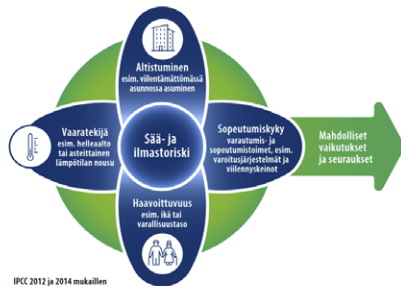 Altistuminen
esim. viilentämättömässä
asunnossa asuminen
Vaaratekijä
esim. helleaalto
tai asteittainen
lämpötilan nousu
Sää- ja
ilmastoriski
Sopeutumiskyky
varautumis- ja
sopeutumistoimet, esim.
varoitusjärjestelmät ja
viilennyskeinot
Mahdolliset
vaikutukset
ja seuraukset
Haavoittuvuus
esim. ikä tai
varallisuustaso
IPCC 2012 ja 2014 mukaillen